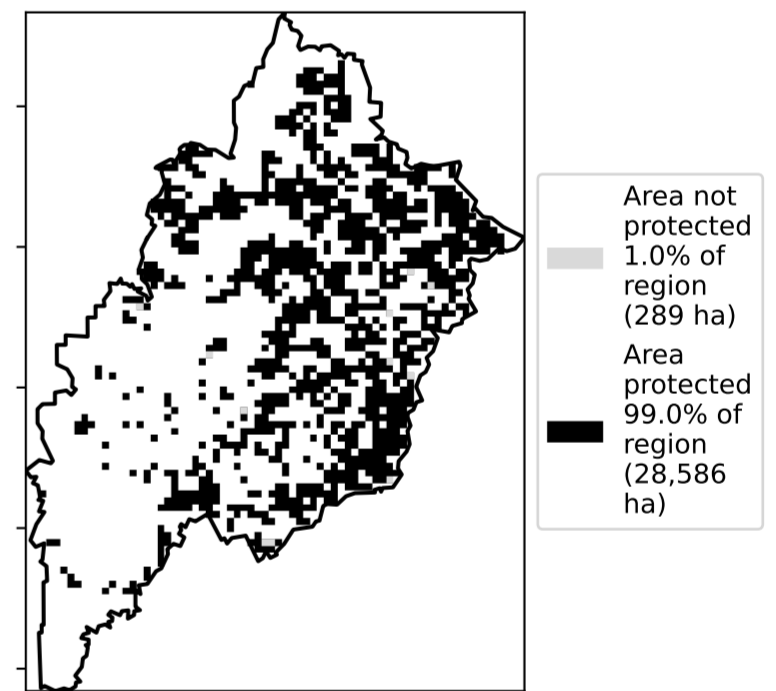 Area not
protected
1.0% of
region
(289 ha)
Area
protected
99.0% of
region
(28,586
ha)